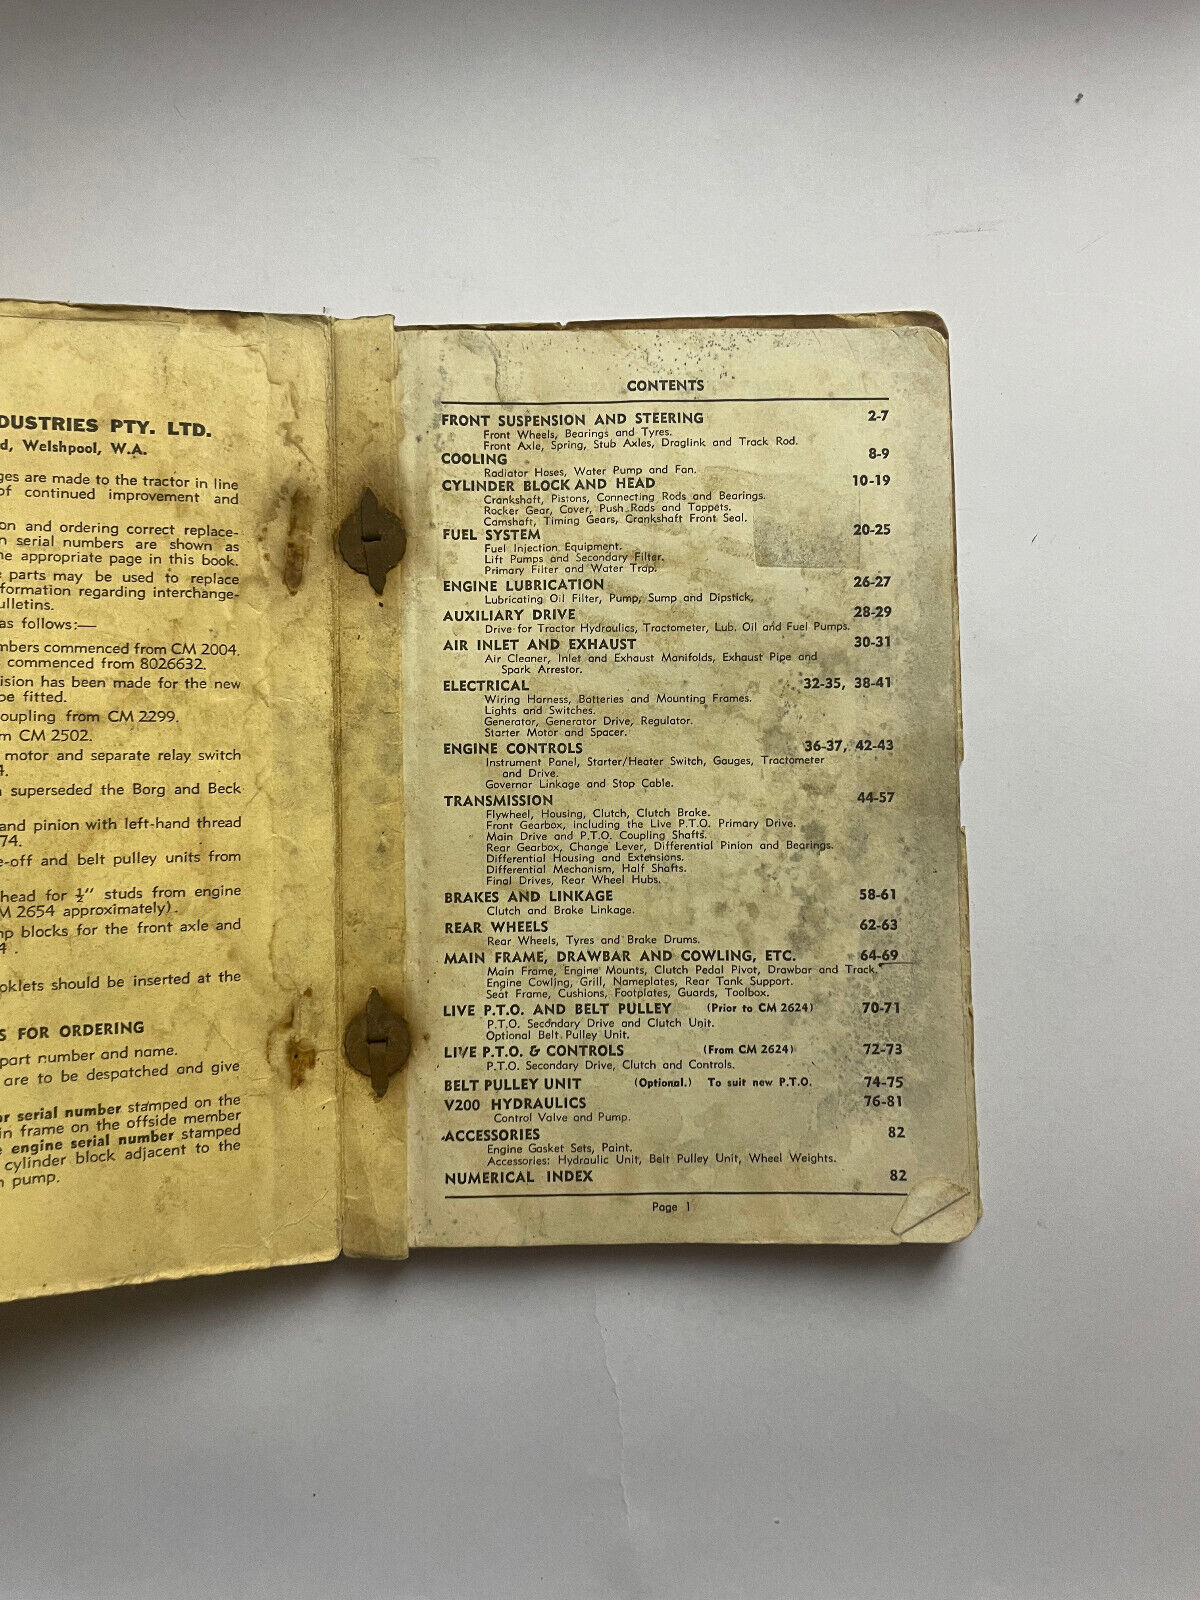 DUSTRIES PTY. LTD.
d, Welshpool, W.A.
ges are made to the tractor in line
of continued improvement and
on and ordering correct replace-
n serial numbers are shown as
he appropriate page in this book.
parts may be used to replace
formation regarding interchange-
ulletins.
as follows:—
mbers commenced from CM 2004.
commenced from 8026632.
ision has been made for the new
be fitted.
oupling from CM 2299.
m CM 2502.
motor and separate relay switch
4.
superseded the Borg and Beck
and pinion with left-hand thread
74.
e-off and belt pulley units from
head for ½" studs from engine
M 2654 approximately).
mp blocks for the front axle and
4 .
oklets should be inserted at the
S FOR ORDERING
part number and name.
are to be despatched and give
or serial number stamped on the
in frame on the offside member
e engine serial number stamped
cylinder block adjacent to the
n pump.
CONTENTS
FRONT SUSPENSION AND STEERING 2-7
Front Wheels, Bearings and Tyres.
Front Axle, Spring, Stub Axles, Draglink and Track Rod.
COOLING 8-9
Radiator Hoses, Water Pump and Fan.
CYLINDER BLOCK AND HEAD 10-19
Crankshaft, Pistons, Connecting Rods and Bearings.
Rocker Gear, Cover, Push Rods and Tappets.
Camshaft, Timing Gears, Crankshaft Front Seal.
FUEL SYSTEM 20-25
Fuel Injection Equipment.
Lift Pumps and Secondary Filter.
Primary Filter and Water Trap.
ENGINE LUBRICATION 26-27
Lubricating Oil Filter, Pump, Sump and Dipstick.
AUXILIARY DRIVE 28-29
Drive for Tractor Hydraulics, Tractometer, Lub. Oil and Fuel Pumps.
AIR INLET AND EXHAUST 30-31
Air Cleaner, Inlet and Exhaust Manifolds, Exhaust Pipe and
Spark Arrestor.
ELECTRICAL 32-35, 38-41
Wiring Harness, Batteries and Mounting Frames.
Lights and Switches.
Generator, Generator Drive, Regulator.
Starter Motor and Spacer.
ENGINE CONTROLS 36-37, 42-43
Instrument Panel, Starter/Heater Switch, Gauges, Tractometer
and Drive.
Governor Linkage and Stop Cable.
TRANSMISSION 44-57
Flywheel, Housing, Clutch, Clutch Brake.
Front Gearbox, including the Live P.T.O. Primary Drive.
Main Drive and P.T.O. Coupling Shafts.
Rear Gearbox, Change Lever, Differential Pinion and Bearings.
Differential Housing and Extensions.
Differential Mechanism, Half Shafts.
Final Drives, Rear Wheel Hubs.
BRAKES AND LINKAGE 58-61
Clutch and Brake Linkage.
REAR WHEELS 62-63
Rear Wheels, Tyres and Brake Drums.
MAIN FRAME, DRAWBAR AND COWLING, ETC. 64-69
Main Frame, Engine Mounts, Clutch Pedal Pivot, Drawbar and Track.
Engine Cowling, Grill, Nameplates, Rear Tank Support.
Seat Frame, Cushions, Footplates, Guards, Toolbox.
LIVE P.T.O. AND BELT PULLEY (Prior to CM 2624) 70-71
P.T.O. Secondary Drive and Clutch Unit.
Optional Belt Pulley Unit.
LIVE P.T.O. & CONTROLS (From CM 2624) 72-73
P.T.O. Secondary Drive, Clutch and Controls.
BELT PULLEY UNIT (Optional.) To suit new P.T.O. 74-75
V200 HYDRAULICS 76-81
Control Valve and Pump.
ACCESSORIES 82
Engine Gasket Sets, Paint.
Accessories: Hydraulic Unit, Belt Pulley Unit, Wheel Weights.
NUMERICAL INDEX 82
Page 1